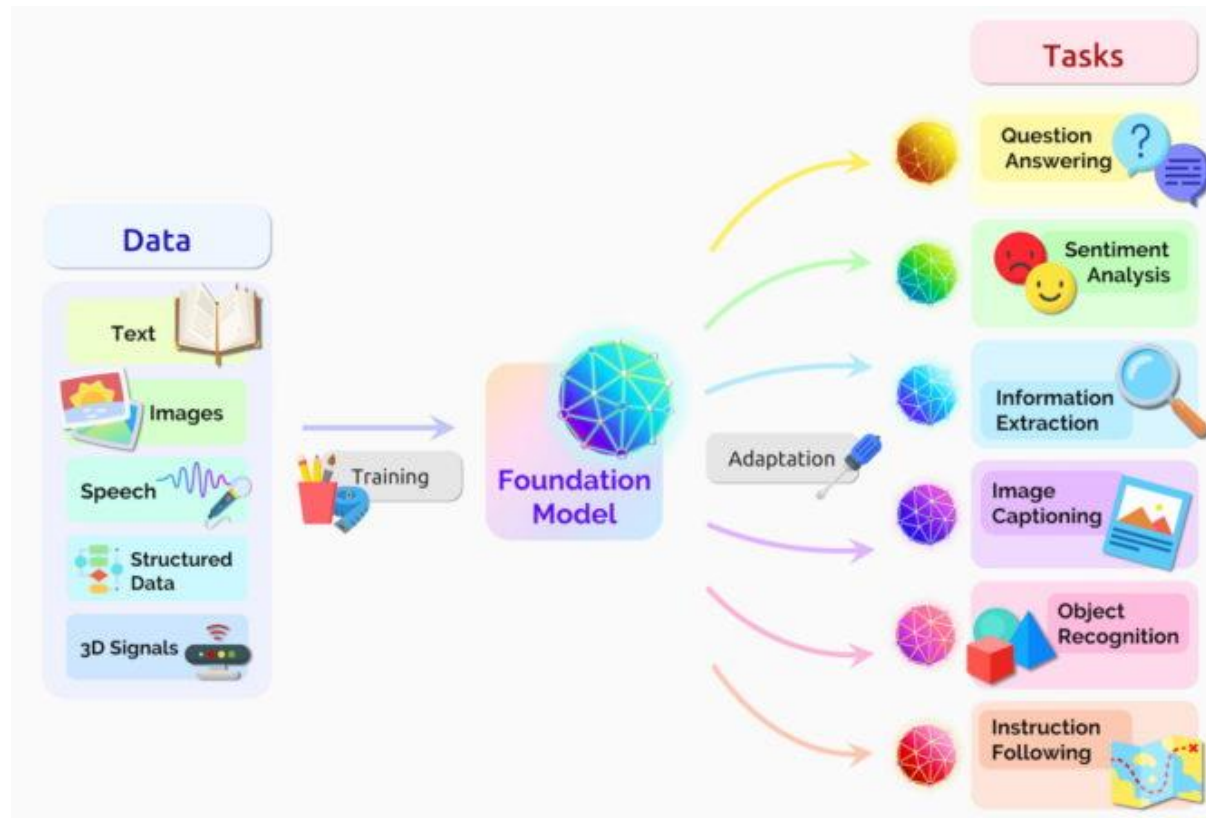 Data
Text
Images
Speech
Structured
Data
3D Signals
Training
Foundation
Model
Adaptation
Tasks
Question
Answering
?
Sentiment
Analysis
Information
Extraction
Image
Captioning
Object
Recognition
Instruction
Following